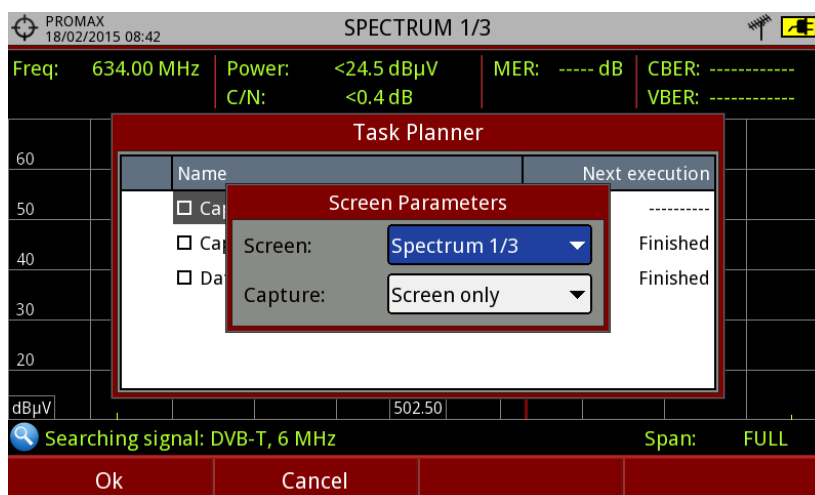 PROMAX
18/02/2015 08:42
SPECTRUM 1/3
Freq: 634.00 MHz Power: <24.5 dBµV MER: ----- dB CBER: ------------
C/N: <0.4 dB VBER: ------------
Task Planner
60
Name Next execution
50
Screen Parameters
----------
Screen: Spectrum 1/3
Finished
40
Finished
Capture: Screen only
30
20
dBµV 502.50
Searching signal: DVB-T, 6 MHz Span: FULL
Ok Cancel